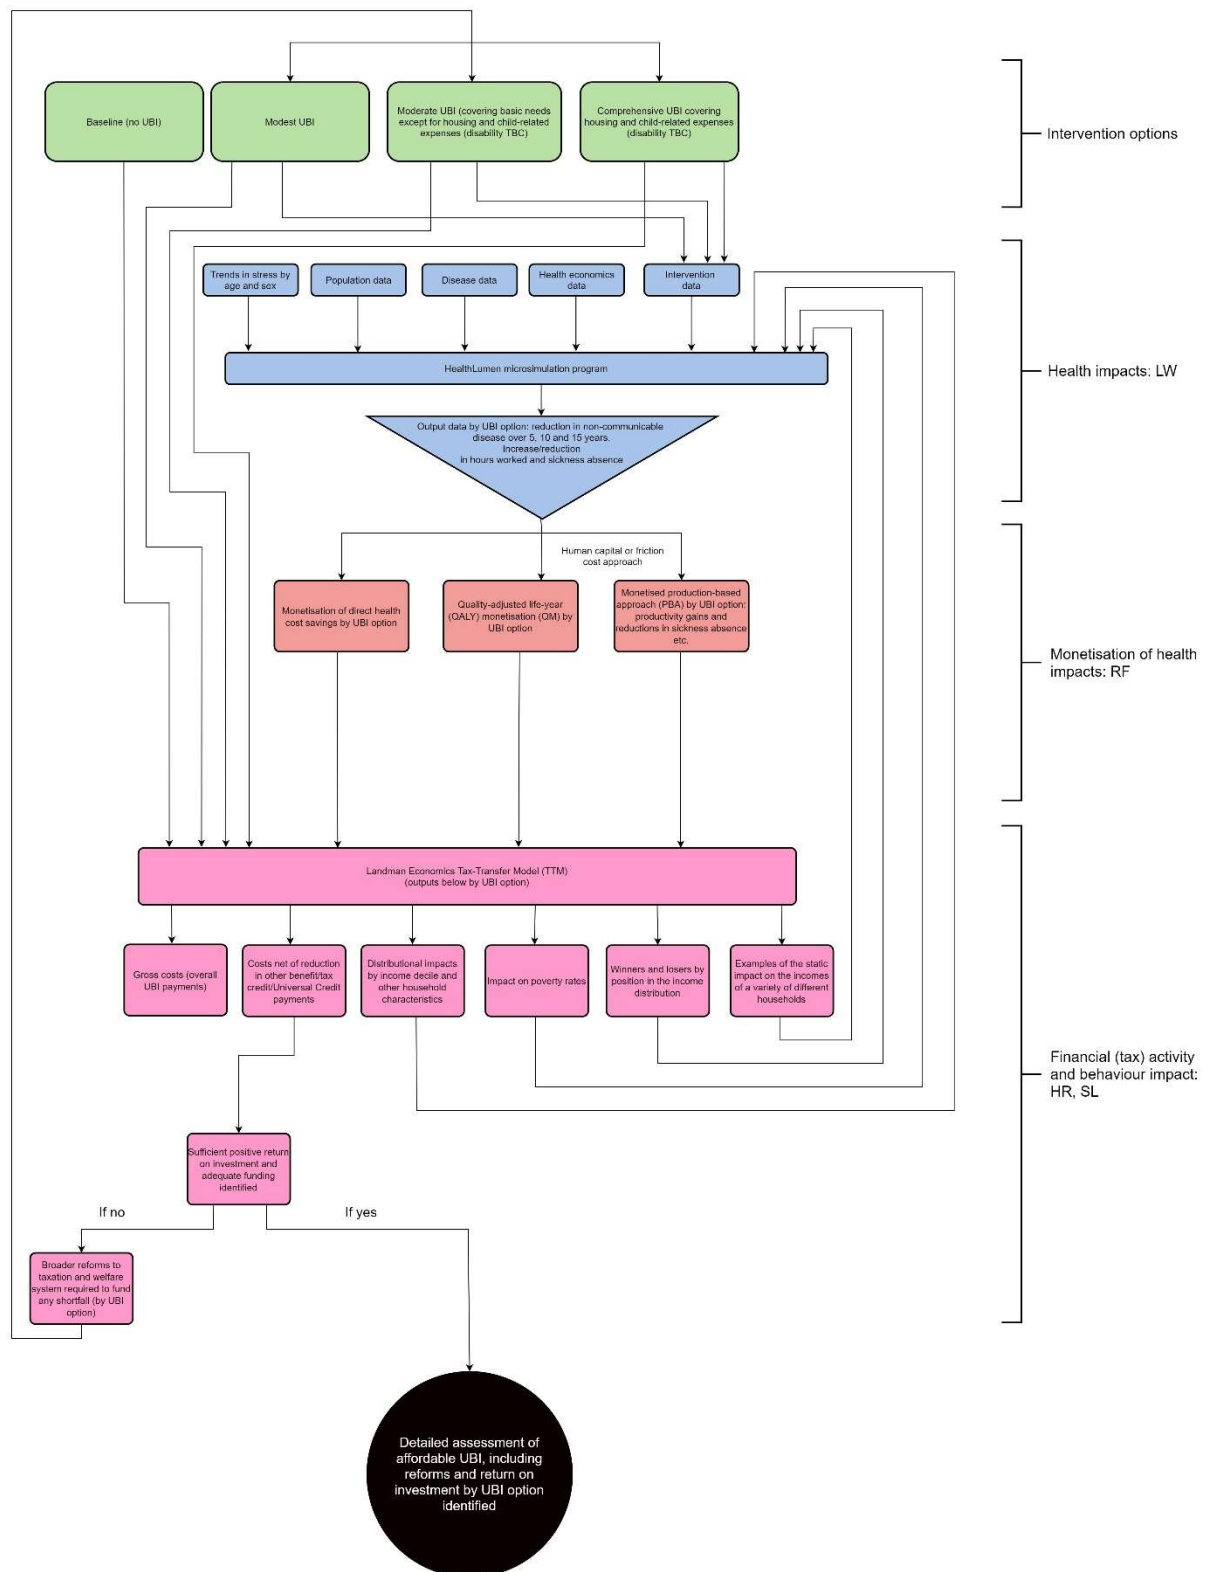 Baseline (no UBI)
Modest UBI
Moderate UBI (covering basic needs
except for housing and child-related
expenses (disability TBC)
Comprehensive UBI covering
housing and child-related expenses
(disability TBC)
Intervention options
Trends in stress by
age and sex
Population data
Disease data
Health economics
data
Intervention
data
HealthLumen microsimulation program
Health impacts: LW
Output data by UBI option: reduction in non-communicable
disease over 5, 10 and 15 years.
Increase/reduction
in hours worked and sickness absence
Human capital or friction
cost approach
Monetisation of direct health
cost savings by UBI option
Quality-adjusted life-year
(QALY) monetisation (QM) by
UBI option
Monetised production-based
approach (PBA) by UBI option:
productivity gains and
reductions in sickness absence
etc.
Monetisation of health
impacts: RF
Landman Economics Tax-Transfer Model (TTM)
(outputs below by UBI option)
Gross costs (overall
UBI payments)
Costs net of reduction
in other benefit/tax
credit/Universal Credit
payments
Distributional impacts
by income decile and
other household
characteristics
Impact on poverty rates
Winners and losers by
position in the income
distribution
Examples of the static
impact on the incomes
of a variety of different
households
Financial (tax) activity
and behaviour impact:
HR, SL
Sufficient positive return
on investment and
adequate funding
identified
If no
If yes
Broader reforms to
taxation and welfare
system required to fund
any shortfall (by UBI
option)
Detailed assessment of
affordable UBI, including
reforms and return on
investment by UBI option
identified